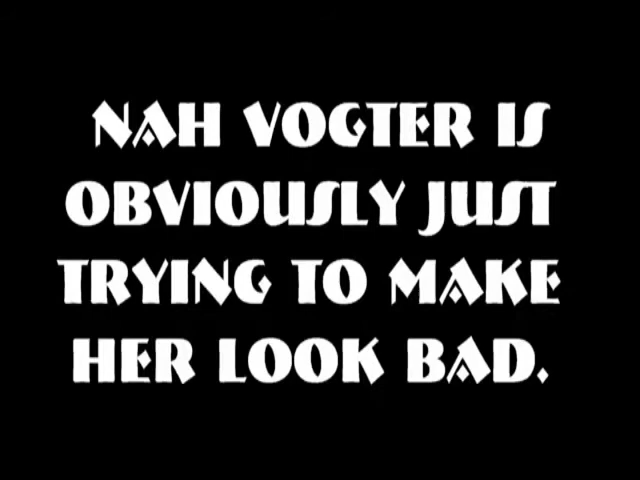 NAH VOGTER IS
OBVIOUSLY JUST
TRYING TO MAKE
HER LOOK BAD.